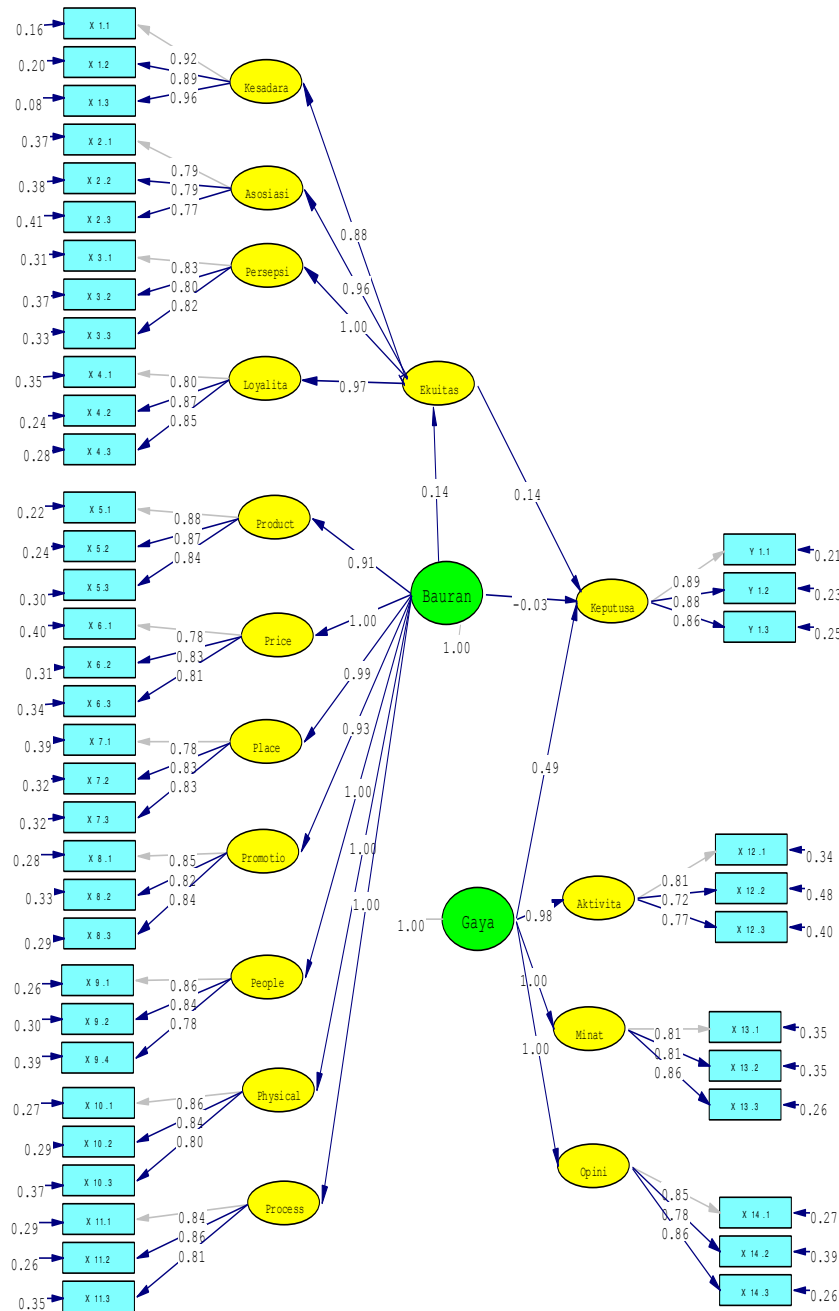 0.16
X 1.1
0.92
0.20
X 1.2
0.89
Kesadara
0.08
X 1.3
0.96
0.37
X 2.1
0.79
0.38
X 2.2
0.79
Asosiasi
0.41
X 2.3
0.77
0.88
0.31
X 3.1
0.83
Persepsi
0.37
X 3.2
0.80
0.96
0.33
X 3.3
0.82
1.00
0.35
X 4.1
0.80
Loyalita
0.97
Ekuitas
0.24
X 4.2
0.87
0.28
X 4.3
0.85
0.14
0.14
0.22
X 5.1
0.88
Product
0.24
X 5.2
0.87
0.91
0.30
X 5.3
0.84
Bauran
-0.03
Keputusa
1.00
0.89
Y 1.1
0.21
0.88
Y 1.2
0.23
0.86
Y 1.3
0.25
0.40
X 6.1
0.78
Price
1.00
0.31
X 6.2
0.83
0.34
X 6.3
0.81
0.99
0.39
X 7.1
0.78
Place
0.93
0.32
X 7.2
0.83
0.32
X 7.3
0.83
1.00
0.49
0.28
X 8.1
0.85
Promotio
1.00
0.33
X 8.2
0.82
0.29
X 8.3
0.84
1.00
1.00
Gaya
0.98
Aktivita
0.81
X 12.1
0.34
0.72
X 12.2
0.48
0.77
X 12.3
0.40
0.26
X 9.1
0.86
People
0.30
X 9.2
0.84
0.39
X 9.4
0.78
1.00
Minat
0.81
X 13.1
0.35
0.81
X 13.2
0.35
0.86
X 13.3
0.26
1.00
0.27
X 10.1
0.86
Physical
0.29
X 10.2
0.84
0.37
X 10.3
0.80
Opini
0.85
X 14.1
0.27
0.78
X 14.2
0.39
0.86
X 14.3
0.26
0.29
X 11.1
0.84
Process
0.26
X 11.2
0.86
0.35
X 11.3
0.81